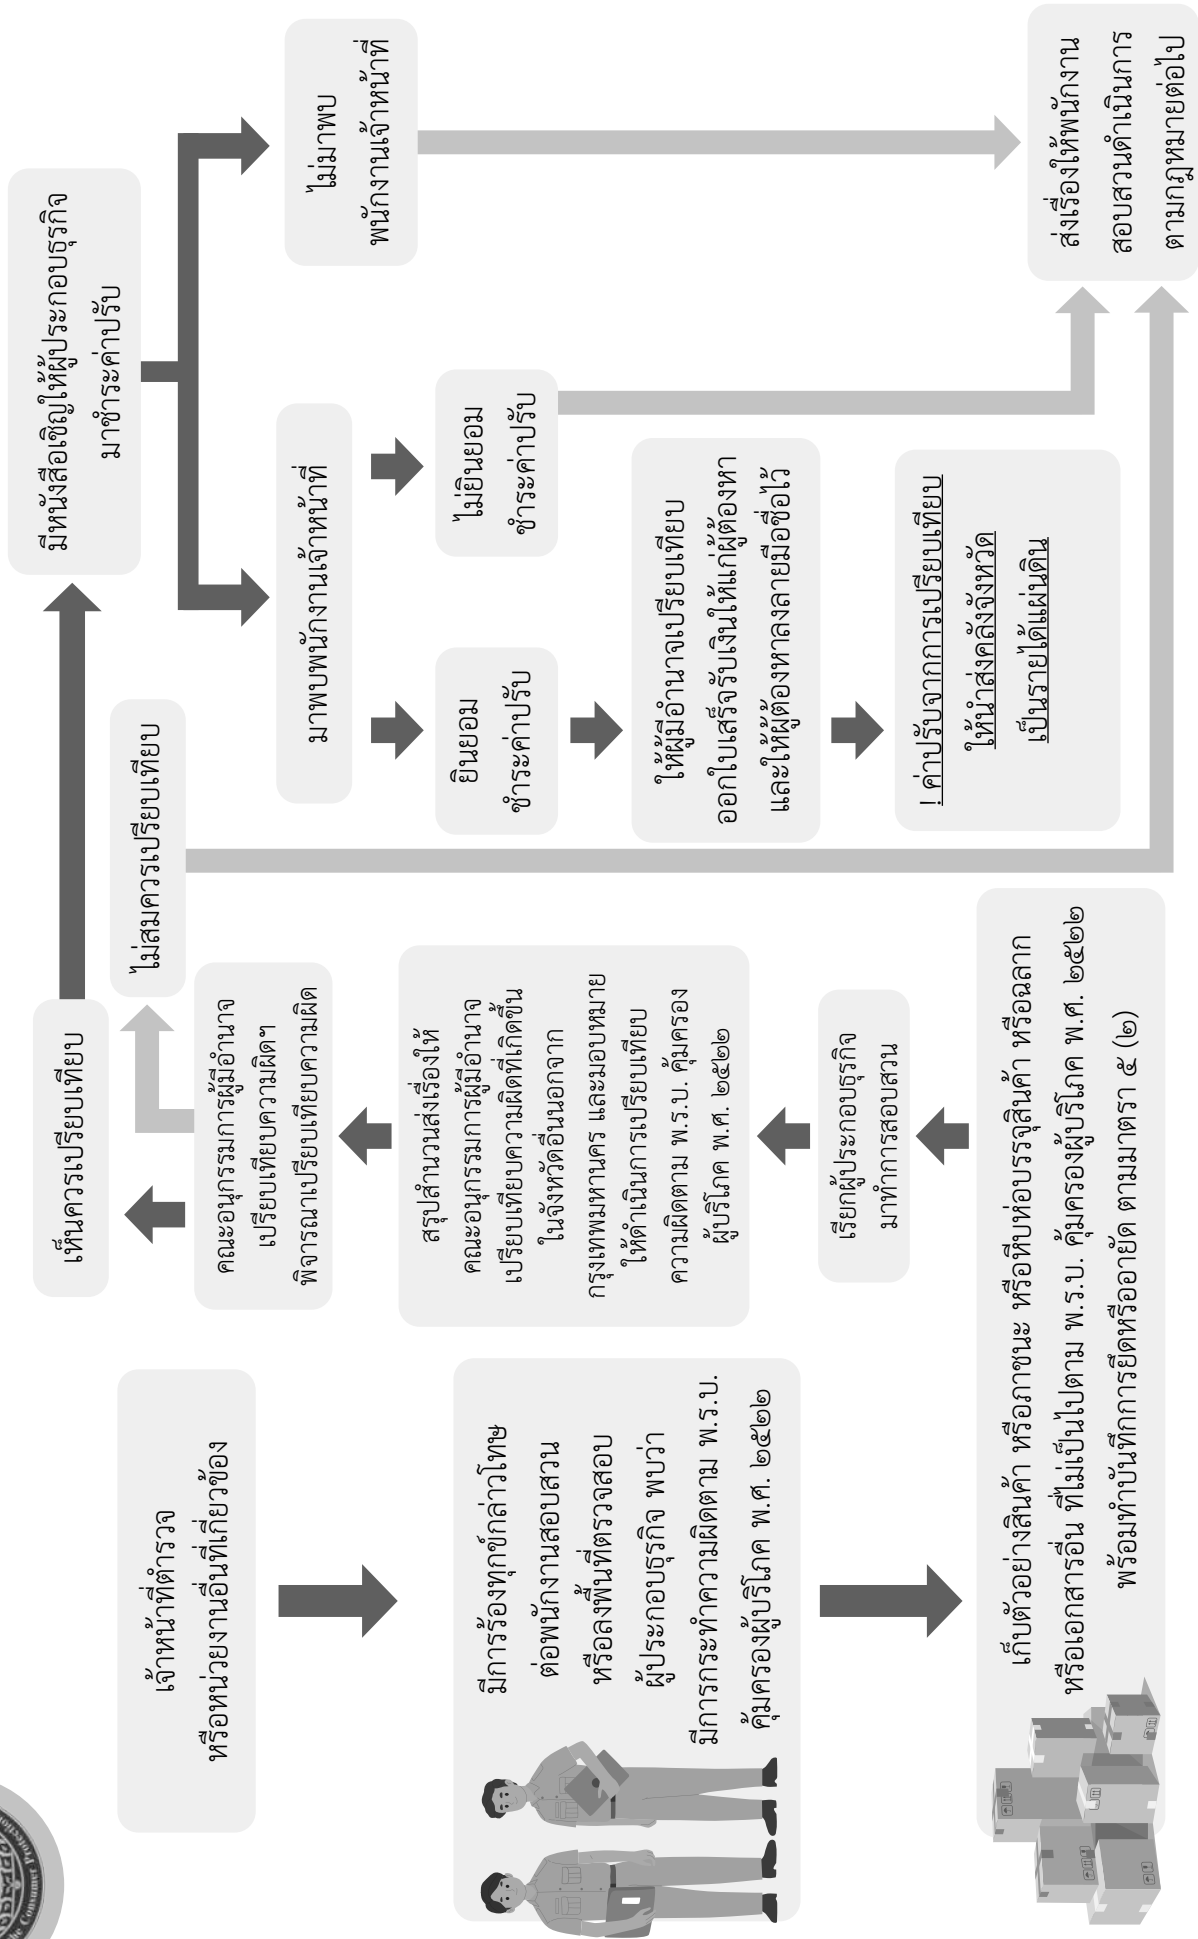 the Consumer Protection
เจ้าหน้าที่ตำรวจ
หรือหน่วยงานอื่นที่เกี่ยวข้อง
มีการร้องทุกข์กล่าวโทษ
ต่อพนักงานสอบสวน
หรือลงพื้นที่ตรวจสอบ
ผู้ประกอบธุรกิจ พบว่า
มีการกระทำความผิดตาม พ.ร.บ.
คุ้มครองผู้บริโภค พ.ศ. ๒๕๒๒
เก็บตัวอย่างสินค้า หรือภาชนะ หรือหีบห่อบรรจุสินค้า หรือฉลาก
หรือเอกสารอื่น ที่ไม่เป็นไปตาม พ.ร.บ. คุ้มครองผู้บริโภค พ.ศ. ๒๕๒๒
พร้อมทำบันทึกการยึดหรืออายัด ตามมาตรา ๕ (๒)
เรียกผู้ประกอบธุรกิจ
มาทำการสอบสวน
สรุปสำนวนส่งเรื่องให้
คณะอนุกรรมการผู้มีอำนาจ
เปรียบเทียบความผิดที่เกิดขึ้น
ในจังหวัดอื่นนอกจาก
กรุงเทพมหานคร และมอบหมาย
ให้ดำเนินการเปรียบเทียบ
ความผิดตาม พ.ร.บ. คุ้มครอง
ผู้บริโภค พ.ศ. ๒๕๒๒
คณะอนุกรรมการผู้มีอำนาจ
เปรียบเทียบความผิดฯ
พิจารณาเปรียบเทียบความผิด
เห็นควรเปรียบเทียบ
ไม่สมควรเปรียบเทียบ
มีหนังสือเชิญให้ผู้ประกอบธุรกิจ
มาชำระค่าปรับ
มาพบพนักงานเจ้าหน้าที่
ไม่มาพบ
พนักงานเจ้าหน้าที่
ยินยอม
ชำระค่าปรับ
ไม่ยินยอม
ชำระค่าปรับ
ให้ผู้มีอำนาจเปรียบเทียบ
ออกใบเสร็จรับเงินให้แก่ผู้ต้องหา
และให้ผู้ต้องหาลงลายมือชื่อไว้
! ค่าปรับจากการเปรียบเทียบ
ให้นำส่งคลังจังหวัด
เป็นรายได้แผ่นดิน
ส่งเรื่องให้พนักงาน
สอบสวนดำเนินการ
ตามกฎหมายต่อไป